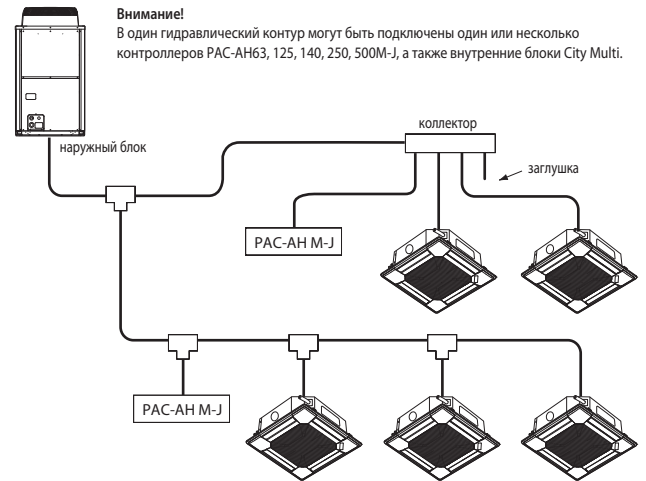 Внимание!
В один гидравлический контур могут быть подключены один или несколько
контроллеров PAC-AH63, 125, 140, 250, 500M-J, а также внутренние блоки City Multi.
коллектор
наружный блок
заглушка
PAC-AH M-J
PAC-AH M-J